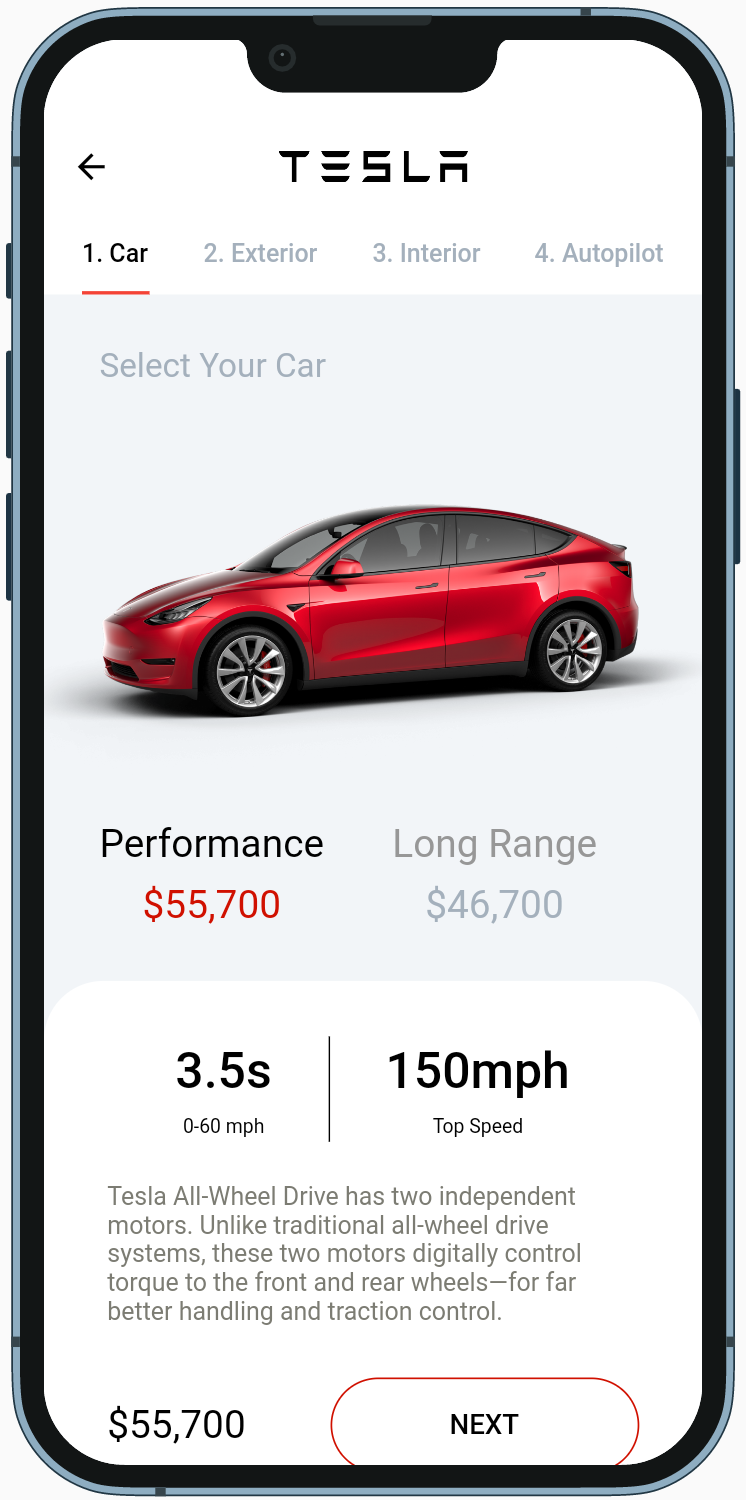 TESLA
1. Car 2. Exterior 3. Interior 4. Autopilot
Select Your Car
Performance Long Range
$55,700 $46,700
3.5s 150mph
0-60 mph Top Speed
Tesla All-Wheel Drive has two independent
motors. Unlike traditional all-wheel drive
systems, these two motors digitally control
torque to the front and rear wheels—for far
better handling and traction control.
$55,700 NEXT